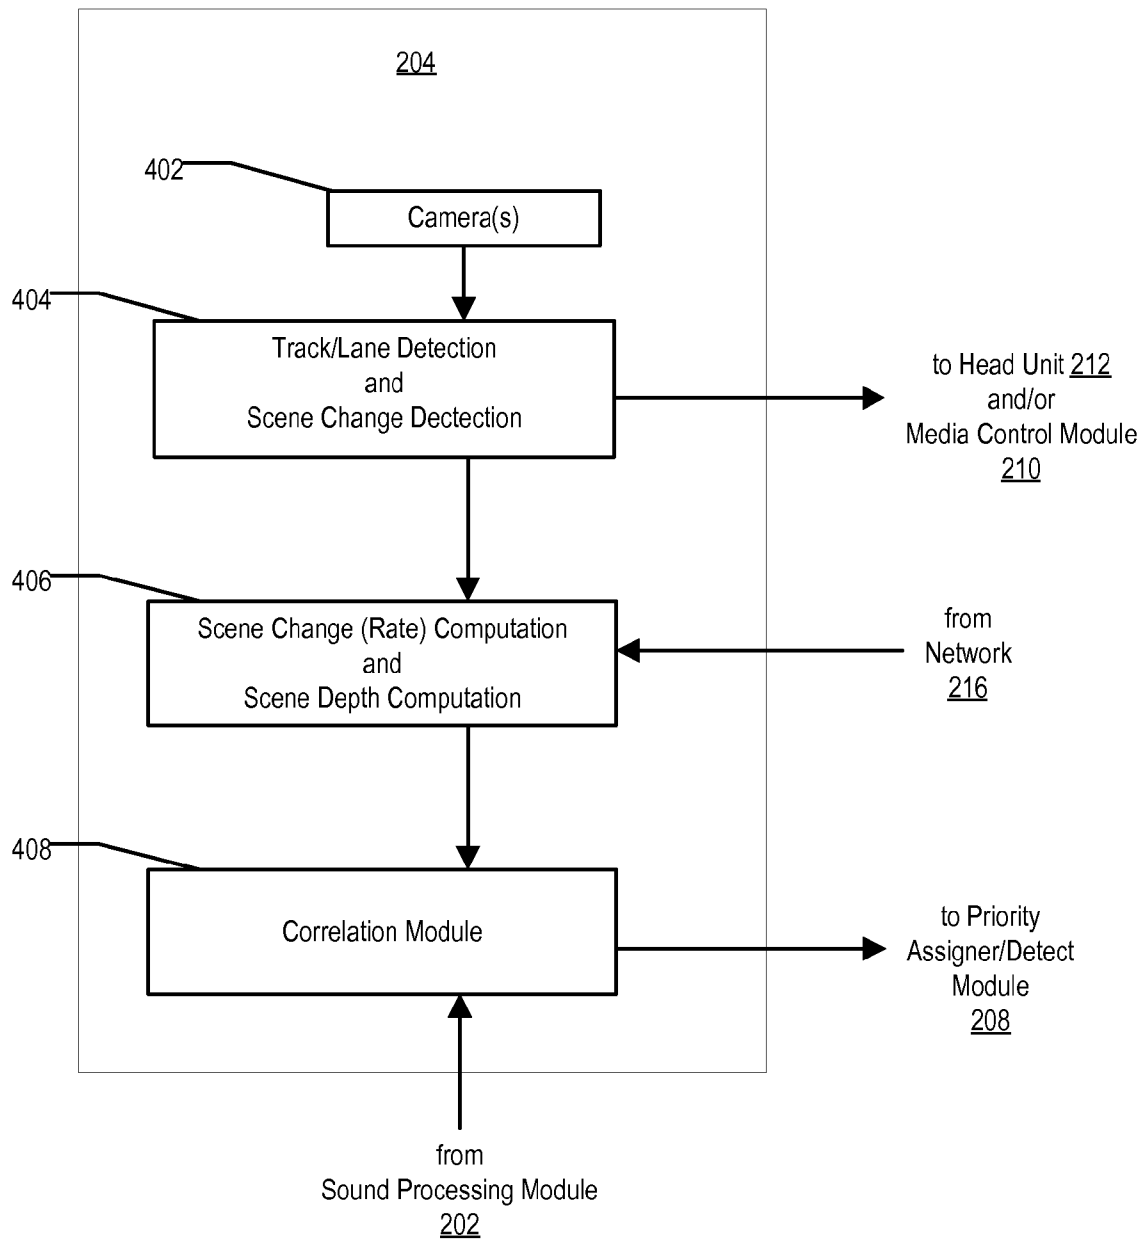 204
402
Camera(s)
404
Track/Lane Detection
and
Scene Change Dectection
to Head Unit 212
and/or
Media Control Module
210
406
Scene Change (Rate) Computation
and
Scene Depth Computation
from
Network
216
408
Correlation Module
to Priority
Assigner/Detect
Module
208
from
Sound Processing Module
202